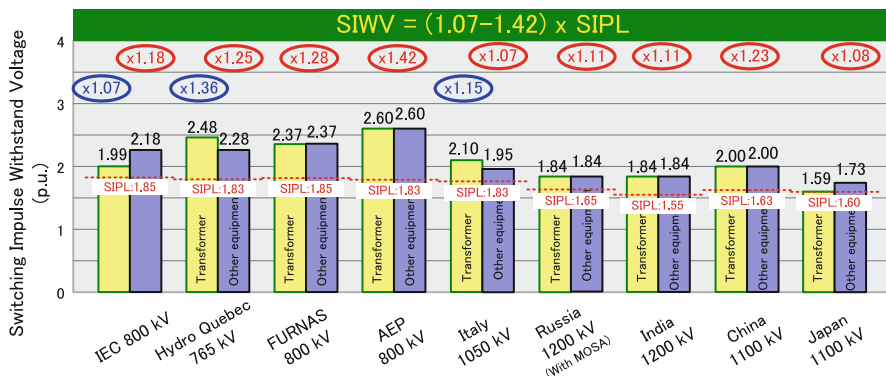 SIWV = (1.07-1.42) x SIPL
Switching Impulse Withstand Voltage
(p.u.)
4
3
2
1
0
x1.18
x1.25
x1.28
x1.42
x1.07
x1.11
x1.11
x1.23
x1.08
x1.07
x1.36
x1.15
1.99
2.18
2.48
2.28
2.37
2.37
2.60
2.60
2.10
1.95
1.84
1.84
1.84
1.84
2.00
2.00
1.59
1.73
SIPL:1.85
SIPL:1.83
SIPL:1.85
SIPL:1.83
SIPL:1.83
SIPL:1.65
SIPL:1.55
SIPL:1.63
SIPL:1.60
Transformer
Other equipment
Transformer
Other equipment
Transformer
Other equipment
Transformer
Other equipment
Transformer
Other equipmen
Transformer
Other equipment
Transformer
Other equipmen
Transformer
Other equipmen
IEC 800 kV
Hydro Quebec
765 kV
FURNAS
800 kV
AEP
800 kV
Italy
1050 kV
Russia
1200 kV
(With MOSA)
India
1200 kV
China
1100 kV
Japan
1100 kV